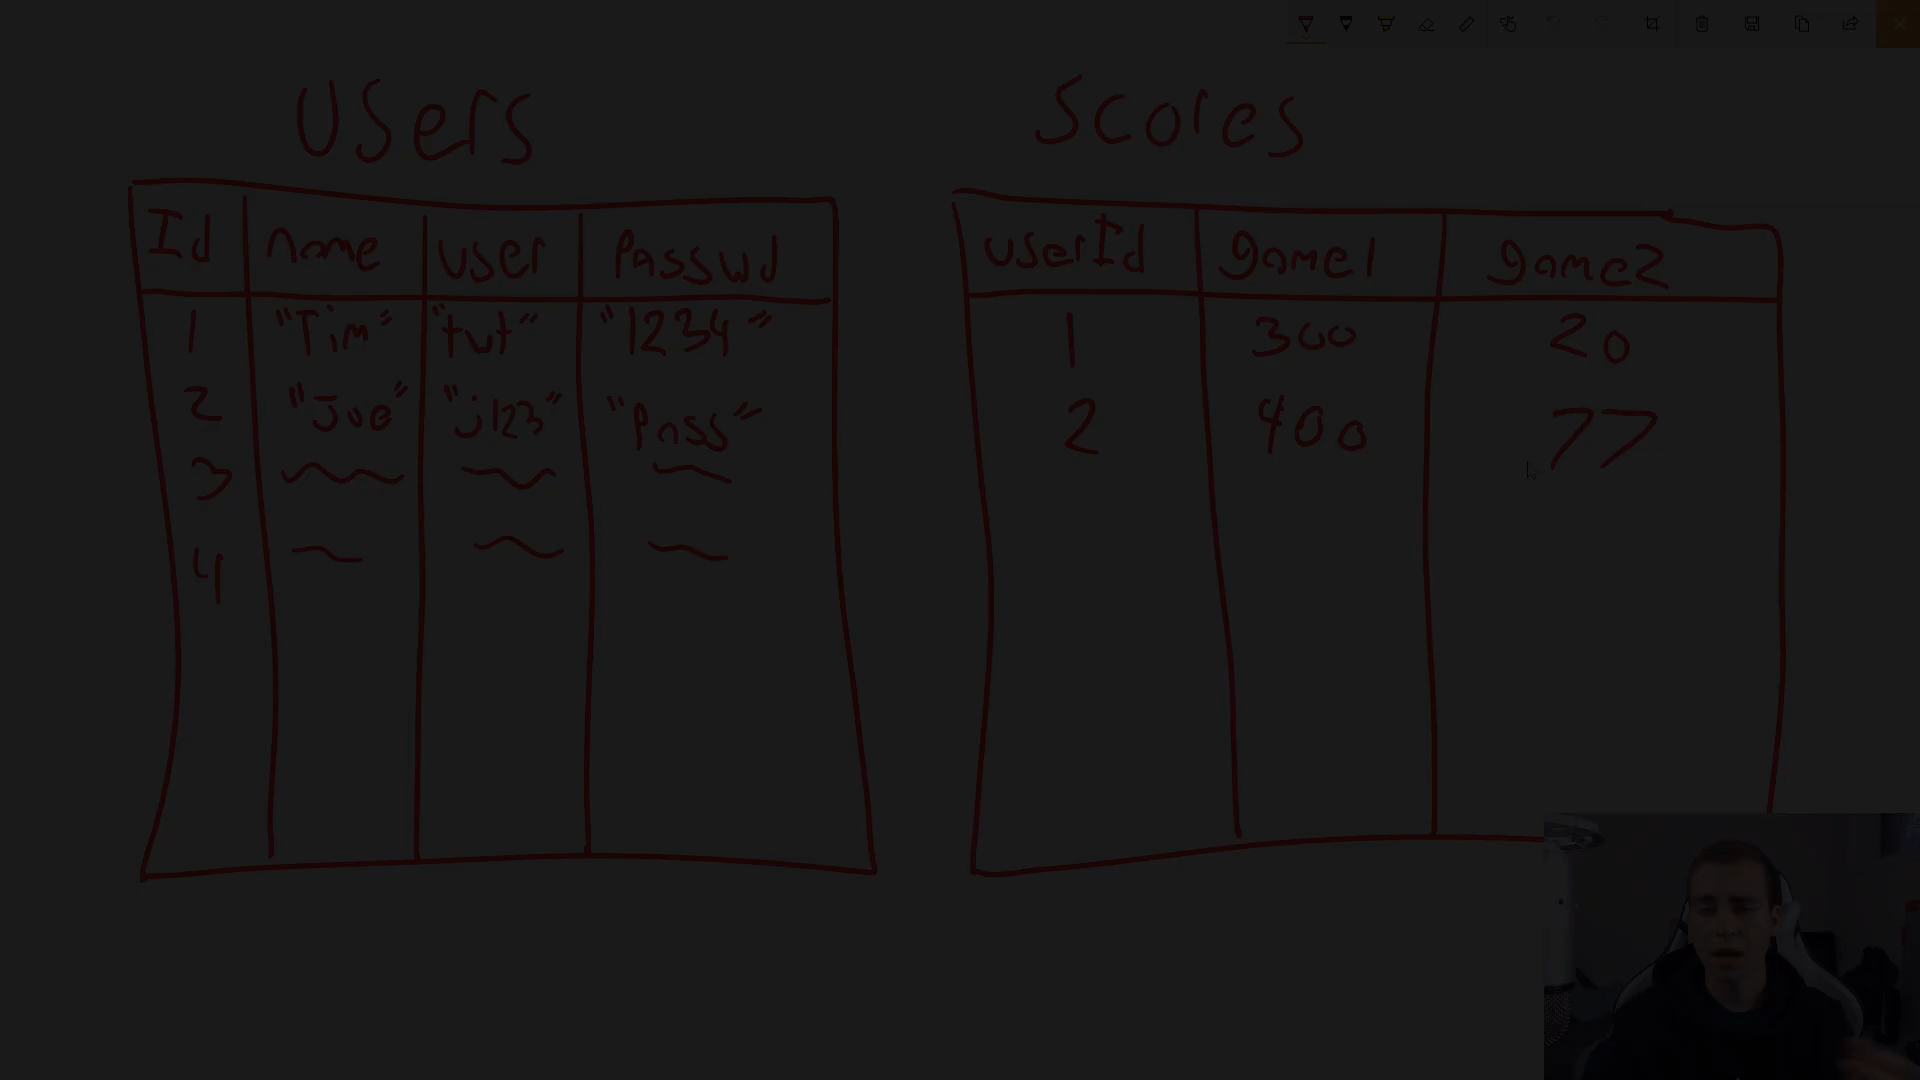 Users
Id name user Passwd
1 "Tim" "twt" "1234"
2 "Joe" "j123" "Pass"
3
4
Scores
userId game1 game2
1 300 20
2 400 77